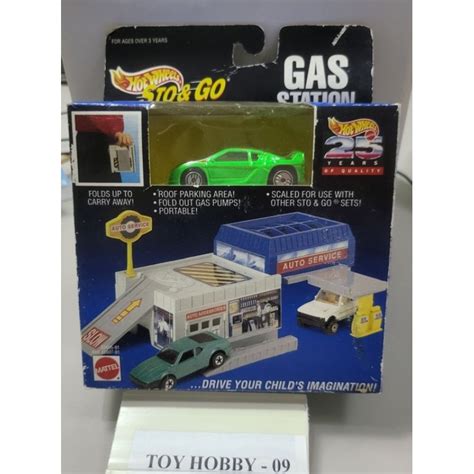 FOR AGES OVER 3 YEARS
HOT WHEELS
STO & GO
GAS
STATION
HOT WHEELS
25
YEARS
OF QUALITY
FOLDS UP TO
CARRY AWAY!
• ROOF PARKING AREA!
• FOLD OUT GAS PUMPS!
• PORTABLE!
• SCALED FOR USE WITH
OTHER STO & GO SETS!
AUTO SERVICE
AUTO SERVICE
SLOW
MATTEL
...DRIVE YOUR CHILD'S IMAGINATION!
TOY HOBBY - 09